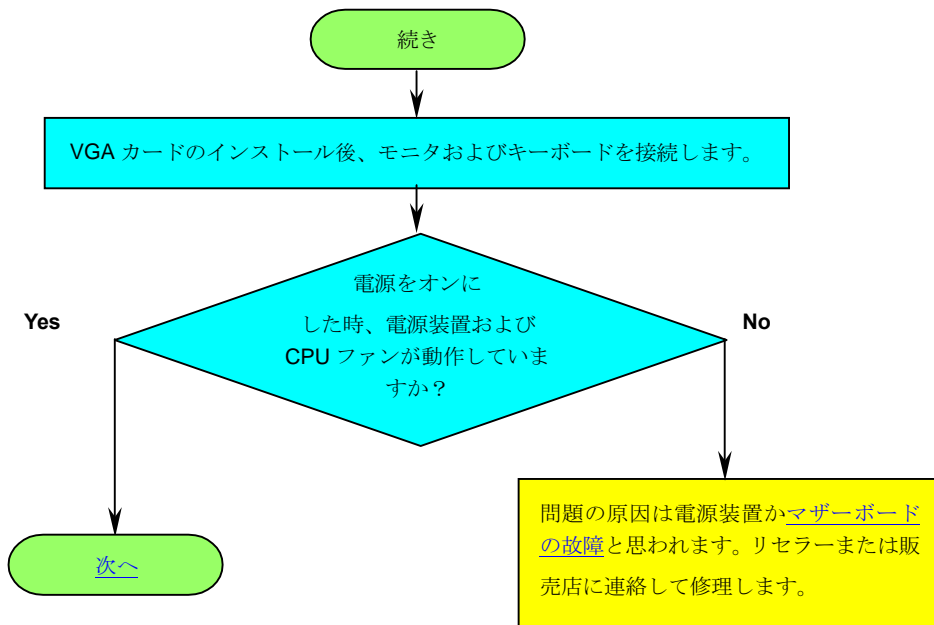 続き
VGA カードのインストール後、モニタおよびキーボードを接続します。
電源をオンに
した時、電源装置および
CPU ファンが動作していま
すか？
Yes
No
次へ
問題の原因は電源装置かマザーボード
の故障と思われます。リセラーまたは販
売店に連絡して修理します。